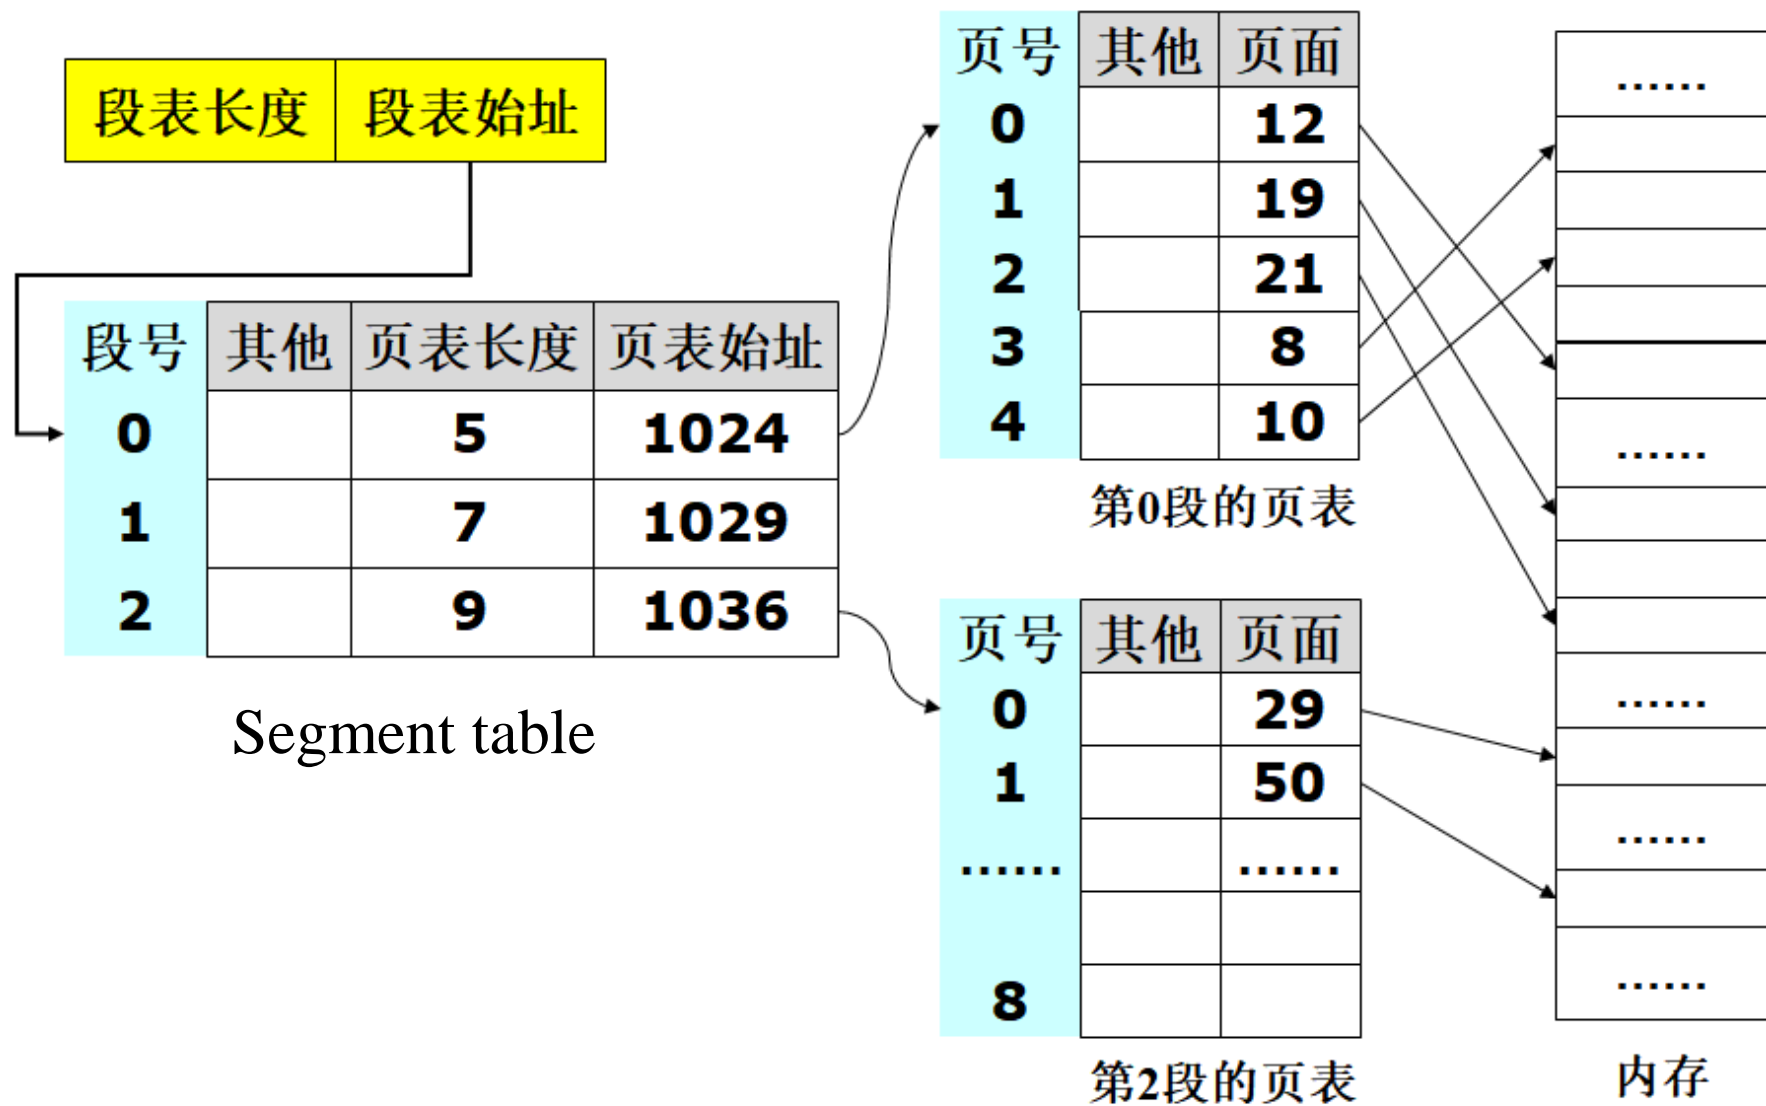 段表长度 段表始址
段号 其他 页表长度 页表始址
0 5 1024
1 7 1029
2 9 1036
Segment table
页号 其他 页面
0 12
1 19
2 21
3 8
4 10
第0段的页表
页号 其他 页面
0 29
1 50
...... ......
8
第2段的页表
......
......
......
......
......
内存